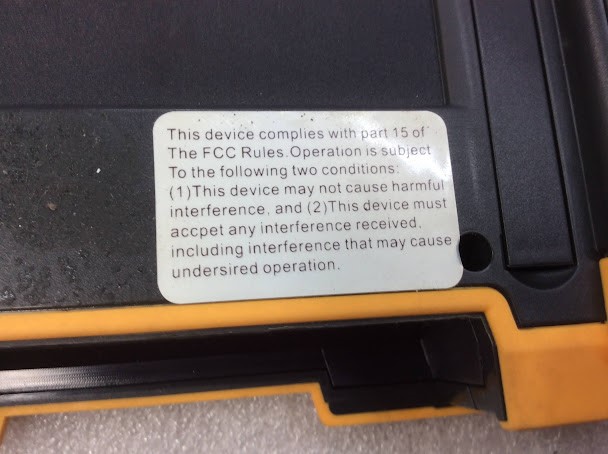 This device complies with part 15 of
The FCC Rules.Operation is subject
To the following two conditions:
(1)This device may not cause harmful
interference, and (2)This device must
accpet any interference received,
including interference that may cause
undersired operation.